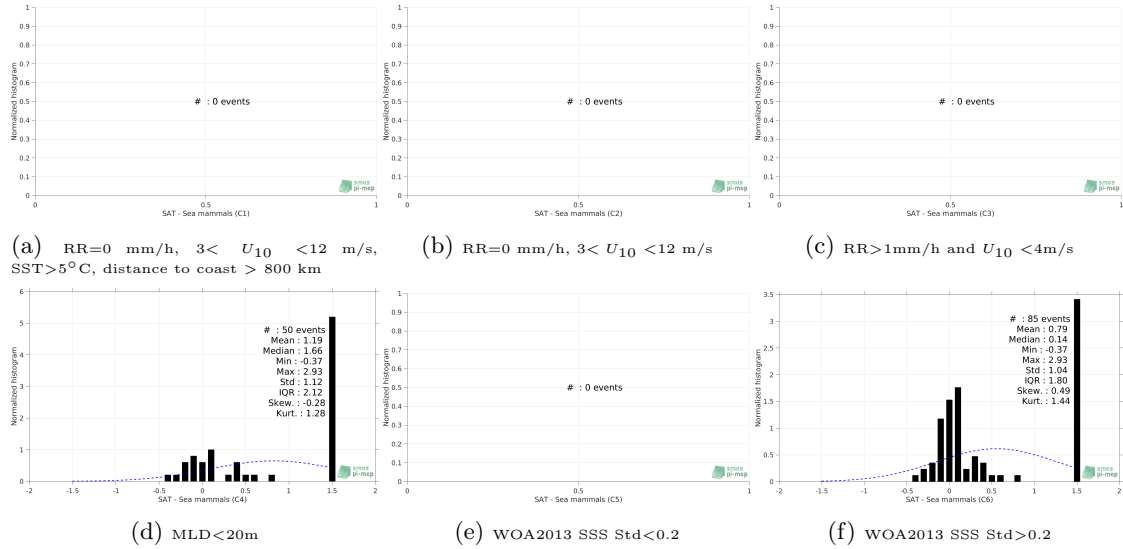 1
0.9
0.8
0.7
0.6
0.5
0.4
0.3
0.2
0.1
0
Normalized histogram
# : 0 events
0
0.5
1
SAT - Sea mammals (C1)
smos
pi-mep
1
0.9
0.8
0.7
0.6
0.5
0.4
0.3
0.2
0.1
0
Normalized histogram
# : 0 events
0
0.5
1
SAT - Sea mammals (C2)
smos
pi-mep
1
0.9
0.8
0.7
0.6
0.5
0.4
0.3
0.2
0.1
0
Normalized histogram
# : 0 events
0
0.5
1
SAT - Sea mammals (C3)
smos
pi-mep
(a) RR=0 mm/h, 3< U10 <12 m/s,
SST>5°C, distance to coast > 800 km
(b) RR=0 mm/h, 3< U10 <12 m/s
(c) RR>1mm/h and U10 <4m/s
6
5
4
3
2
1
0
Normalized histogram
# : 50 events
Mean : 1.19
Median : 1.66
Min : -0.37
Max : 2.93
Std : 1.12
IQR : 2.12
Skew. : -0.28
Kurt. : 1.28
-2
-1.5
-1
-0.5
0
0.5
1
1.5
2
SAT - Sea mammals (C4)
smos
pi-mep
1
0.9
0.8
0.7
0.6
0.5
0.4
0.3
0.2
0.1
0
Normalized histogram
# : 0 events
0
0.5
1
SAT - Sea mammals (C5)
smos
pi-mep
3.5
3
2.5
2
1.5
1
0.5
0
Normalized histogram
# : 85 events
Mean : 0.79
Median : 0.14
Min : -0.37
Max : 2.93
Std : 1.04
IQR : 1.80
Skew. : 0.49
Kurt. : 1.44
-2
-1.5
-1
-0.5
0
0.5
1
1.5
2
SAT - Sea mammals (C6)
smos
pi-mep
(d) MLD<20m
(e) WOA2013 SSS Std<0.2
(f) WOA2013 SSS Std>0.2